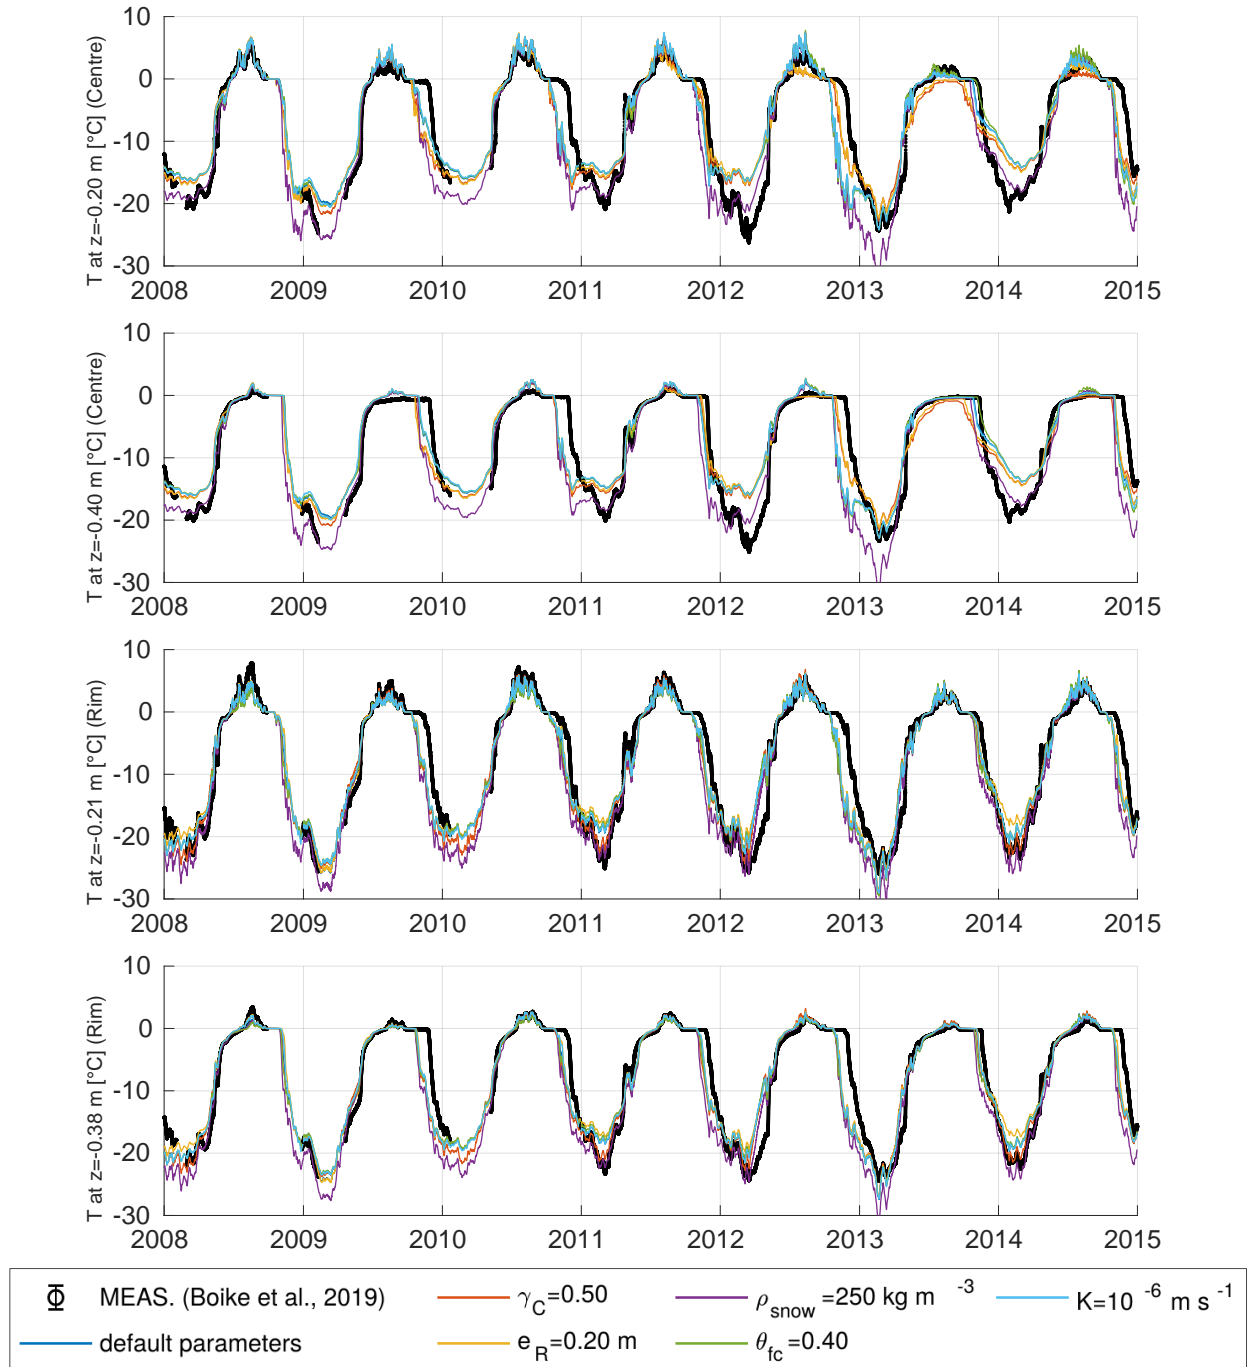 T at z=-0.20 m [°C] (Centre)
10
0
-10
-20
-30
2008 2009 2010 2011 2012 2013 2014 2015
T at z=-0.40 m [°C] (Centre)
10
0
-10
-20
-30
2008 2009 2010 2011 2012 2013 2014 2015
T at z=-0.21 m [°C] (Rim)
10
0
-10
-20
-30
2008 2009 2010 2011 2012 2013 2014 2015
T at z=-0.38 m [°C] (Rim)
10
0
-10
-20
-30
2008 2009 2010 2011 2012 2013 2014 2015
MEAS. (Boike et al., 2019) γ_C=0.50 ρ_snow=250 kg m^-3 K=10^-6 m s^-1
default parameters e_R=0.20 m θ_fc=0.40